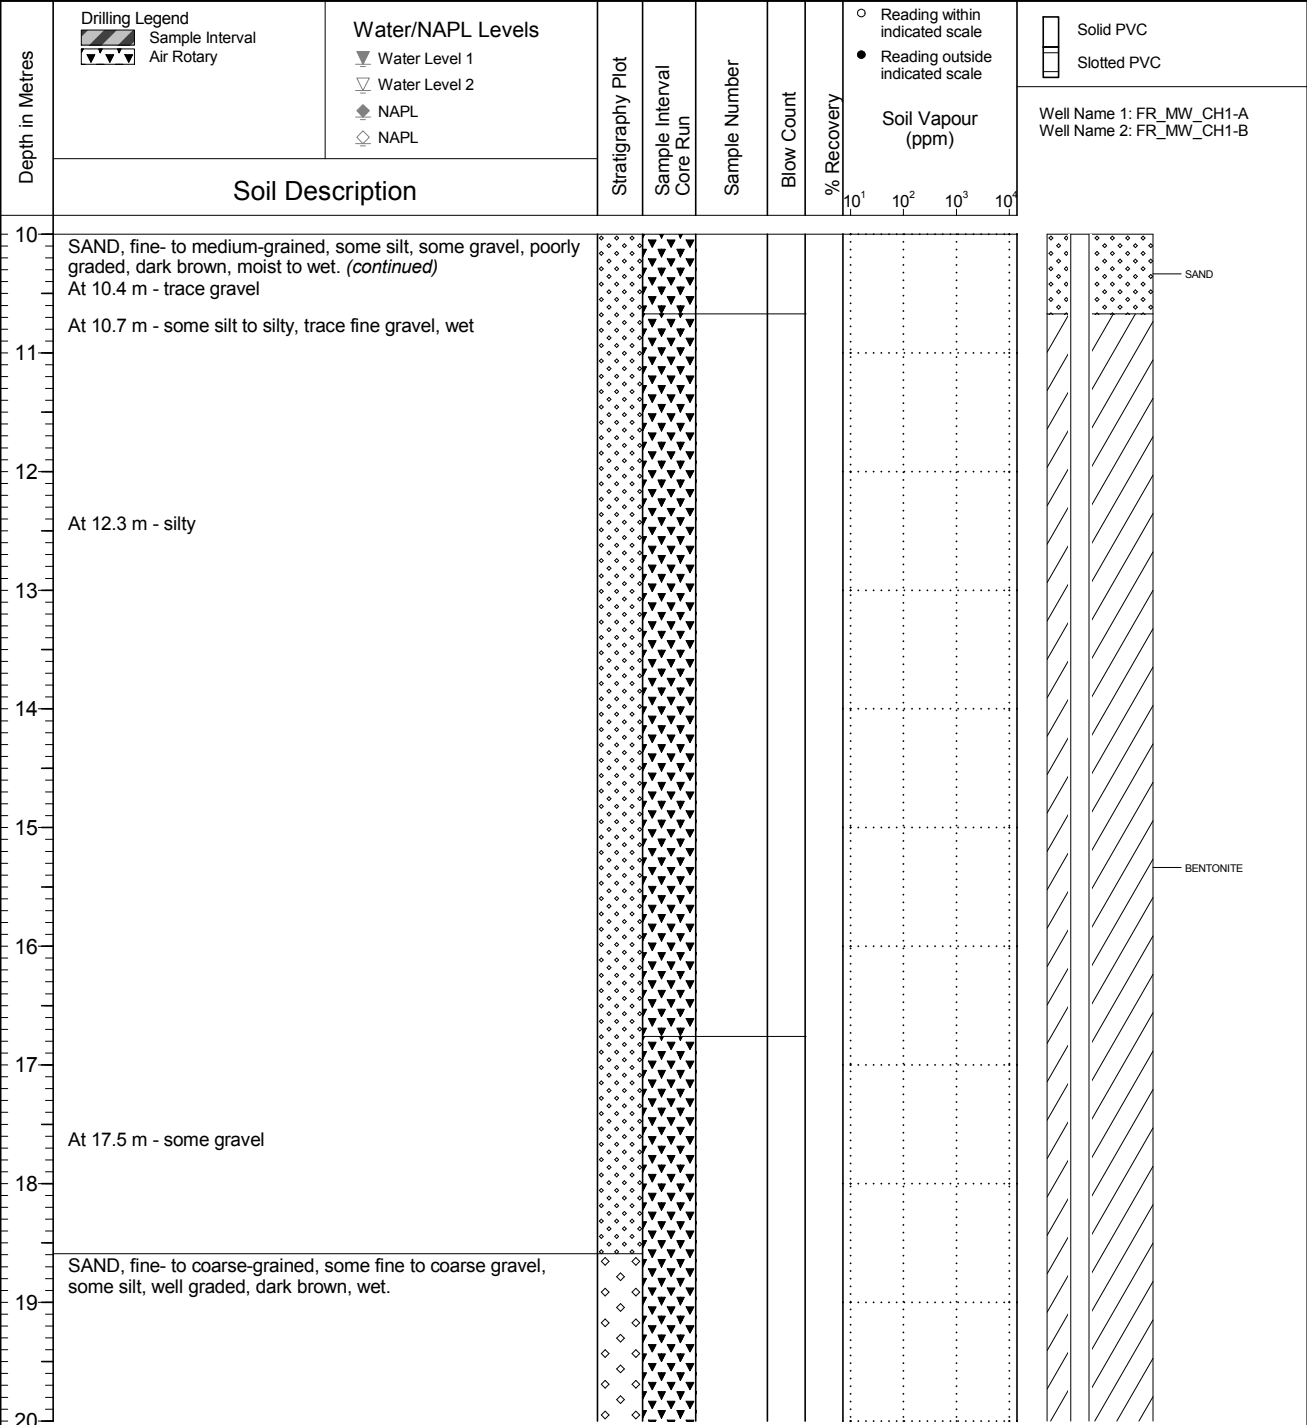 Drilling Legend
Sample Interval
Air Rotary
Water/NAPL Levels
Water Level 1
Water Level 2
NAPL
NAPL
Depth in Metres
Soil Description
Stratigraphy Plot
Sample Interval
Core Run
Sample Number
Blow Count
% Recovery
Reading within
indicated scale
Reading outside
indicated scale
Soil Vapour
(ppm)
10¹ 10² 10³ 10⁴
Solid PVC
Slotted PVC
Well Name 1: FR_MW_CH1-A
Well Name 2: FR_MW_CH1-B
10
SAND, fine- to medium-grained, some silt, some gravel, poorly
graded, dark brown, moist to wet. (continued)
At 10.4 m - trace gravel
SAND
At 10.7 m - some silt to silty, trace fine gravel, wet
11
12
At 12.3 m - silty
13
14
15
BENTONITE
16
17
At 17.5 m - some gravel
18
SAND, fine- to coarse-grained, some fine to coarse gravel,
some silt, well graded, dark brown, wet.
19
20